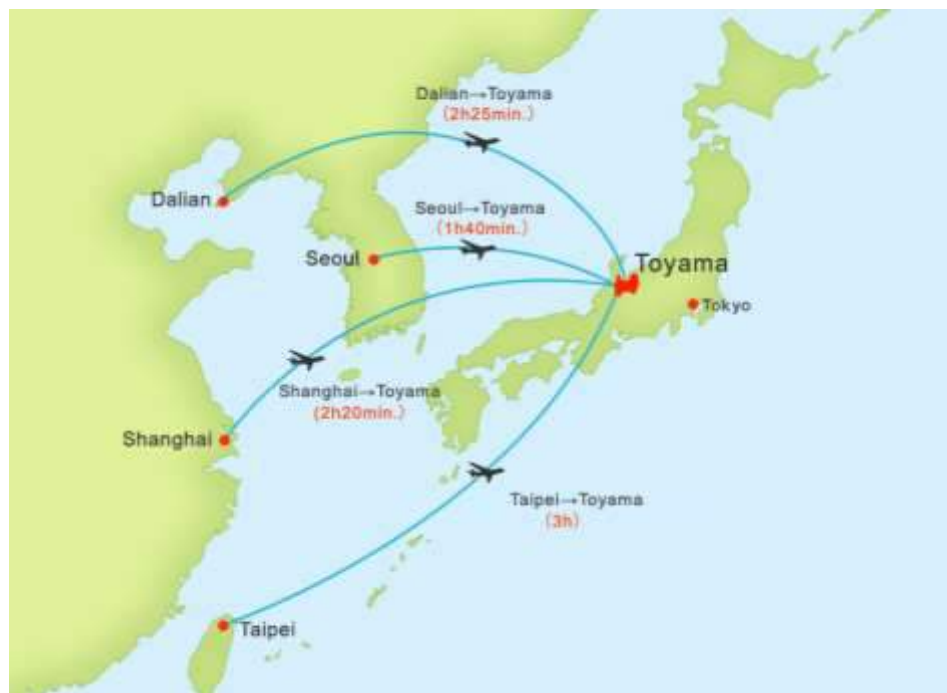 Dalian→Toyama
(2h25min.)
Dalian
Seoul→Toyama
(1h40min.)
Seoul
Toyama
Tokyo
Shanghai→Toyama
(2h20min.)
Shanghai
Taipei→Toyama
(3h)
Taipei